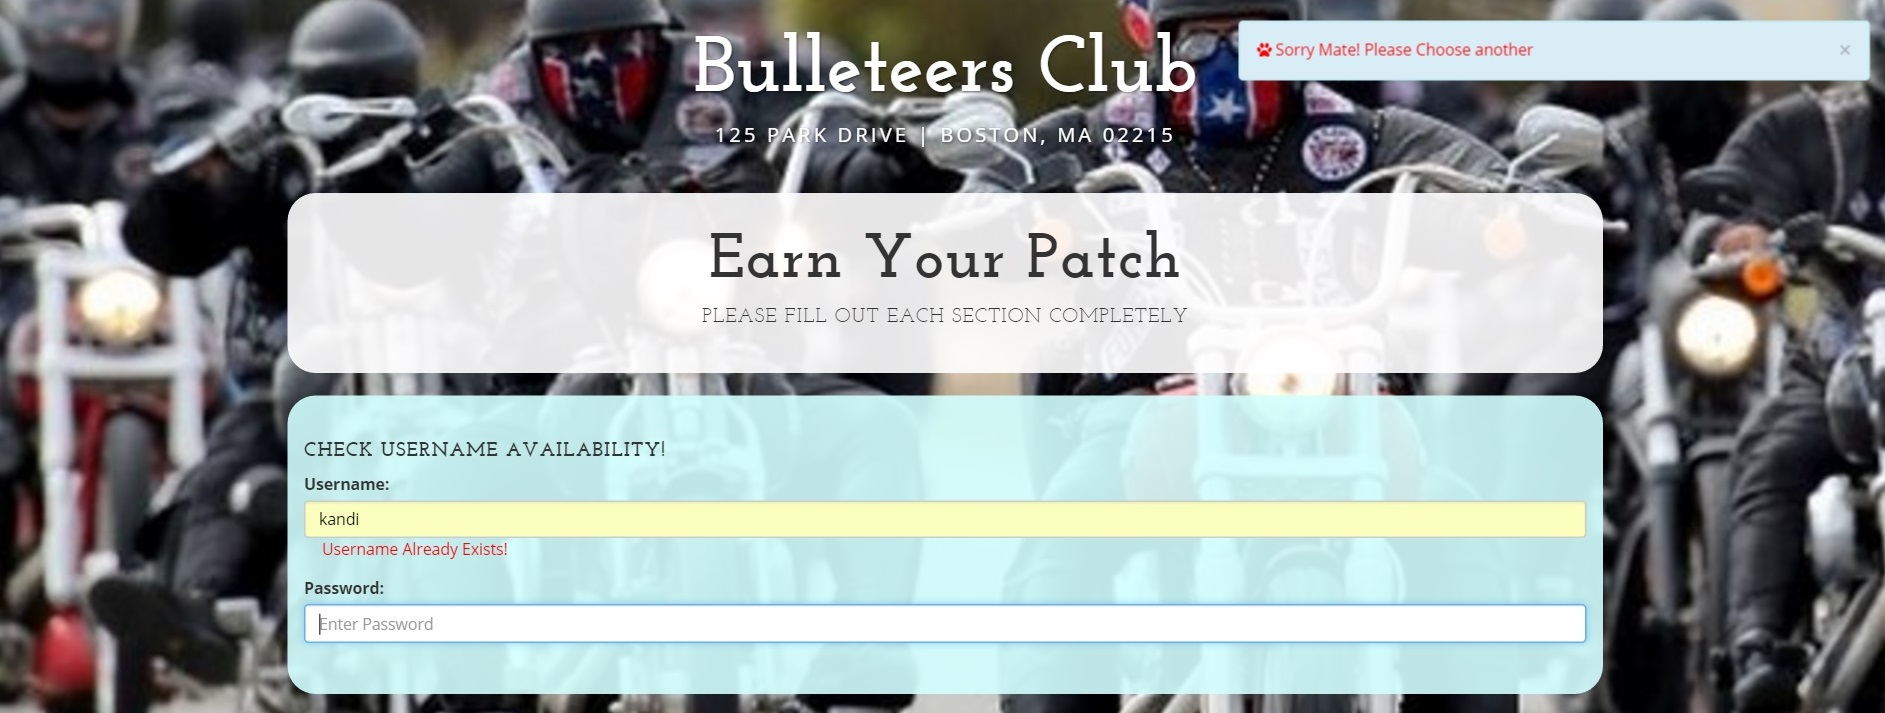 Bulleteers Club
125 PARK DRIVE | BOSTON, MA 02215
Sorry Mate! Please Choose another
×
Earn Your Patch
PLEASE FILL OUT EACH SECTION COMPLETELY
CHECK USERNAME AVAILABILITY!
Username:
kandi
Username Already Exists!
Password:
Enter Password